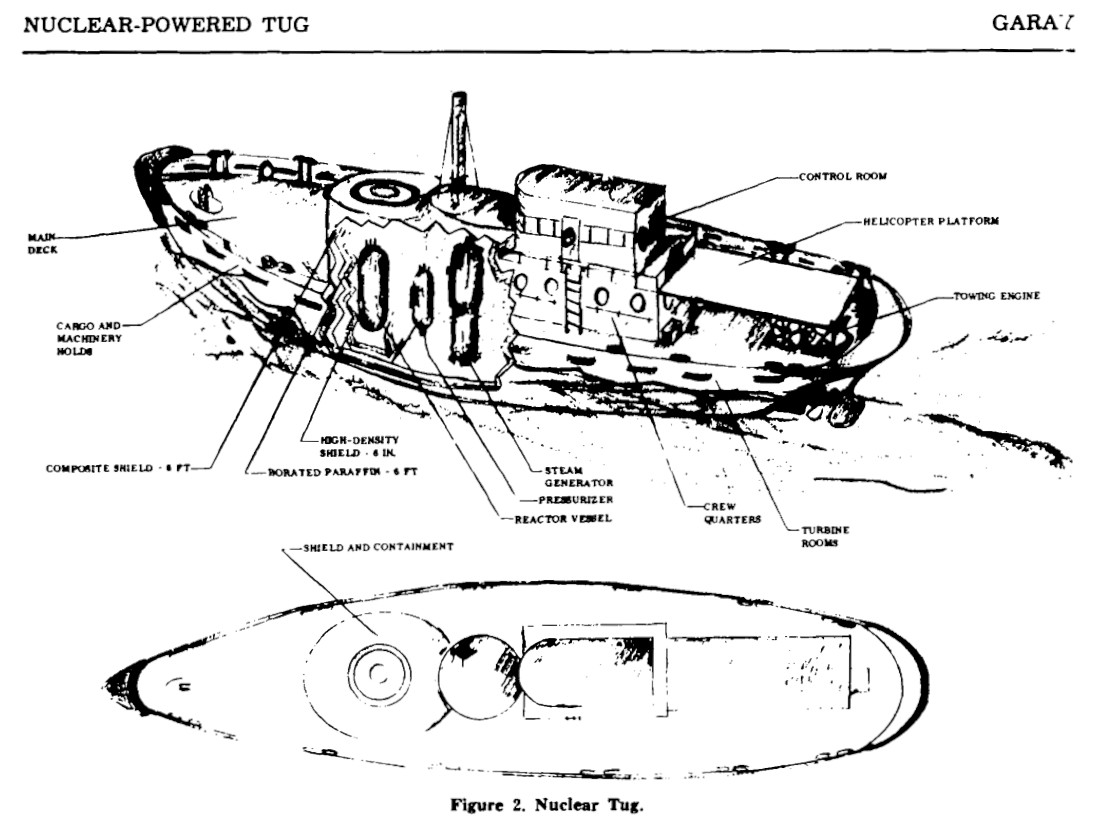 NUCLEAR-POWERED TUG
GARAY
CONTROL ROOM
HELICOPTER PLATFORM
MAIN
DECK
TOWING ENGINE
CARGO AND
MACHINERY
HOLDS
HIGH-DENSITY
SHIELD - 6 IN.
COMPOSITE SHIELD - 6 FT
BORATED PARAFFIN - 6 FT
STEAM
GENERATOR
PRESSURIZER
REACTOR VESSEL
CREW
QUARTERS
TURBINE
ROOMS
SHIELD AND CONTAINMENT
Figure 2. Nuclear Tug.